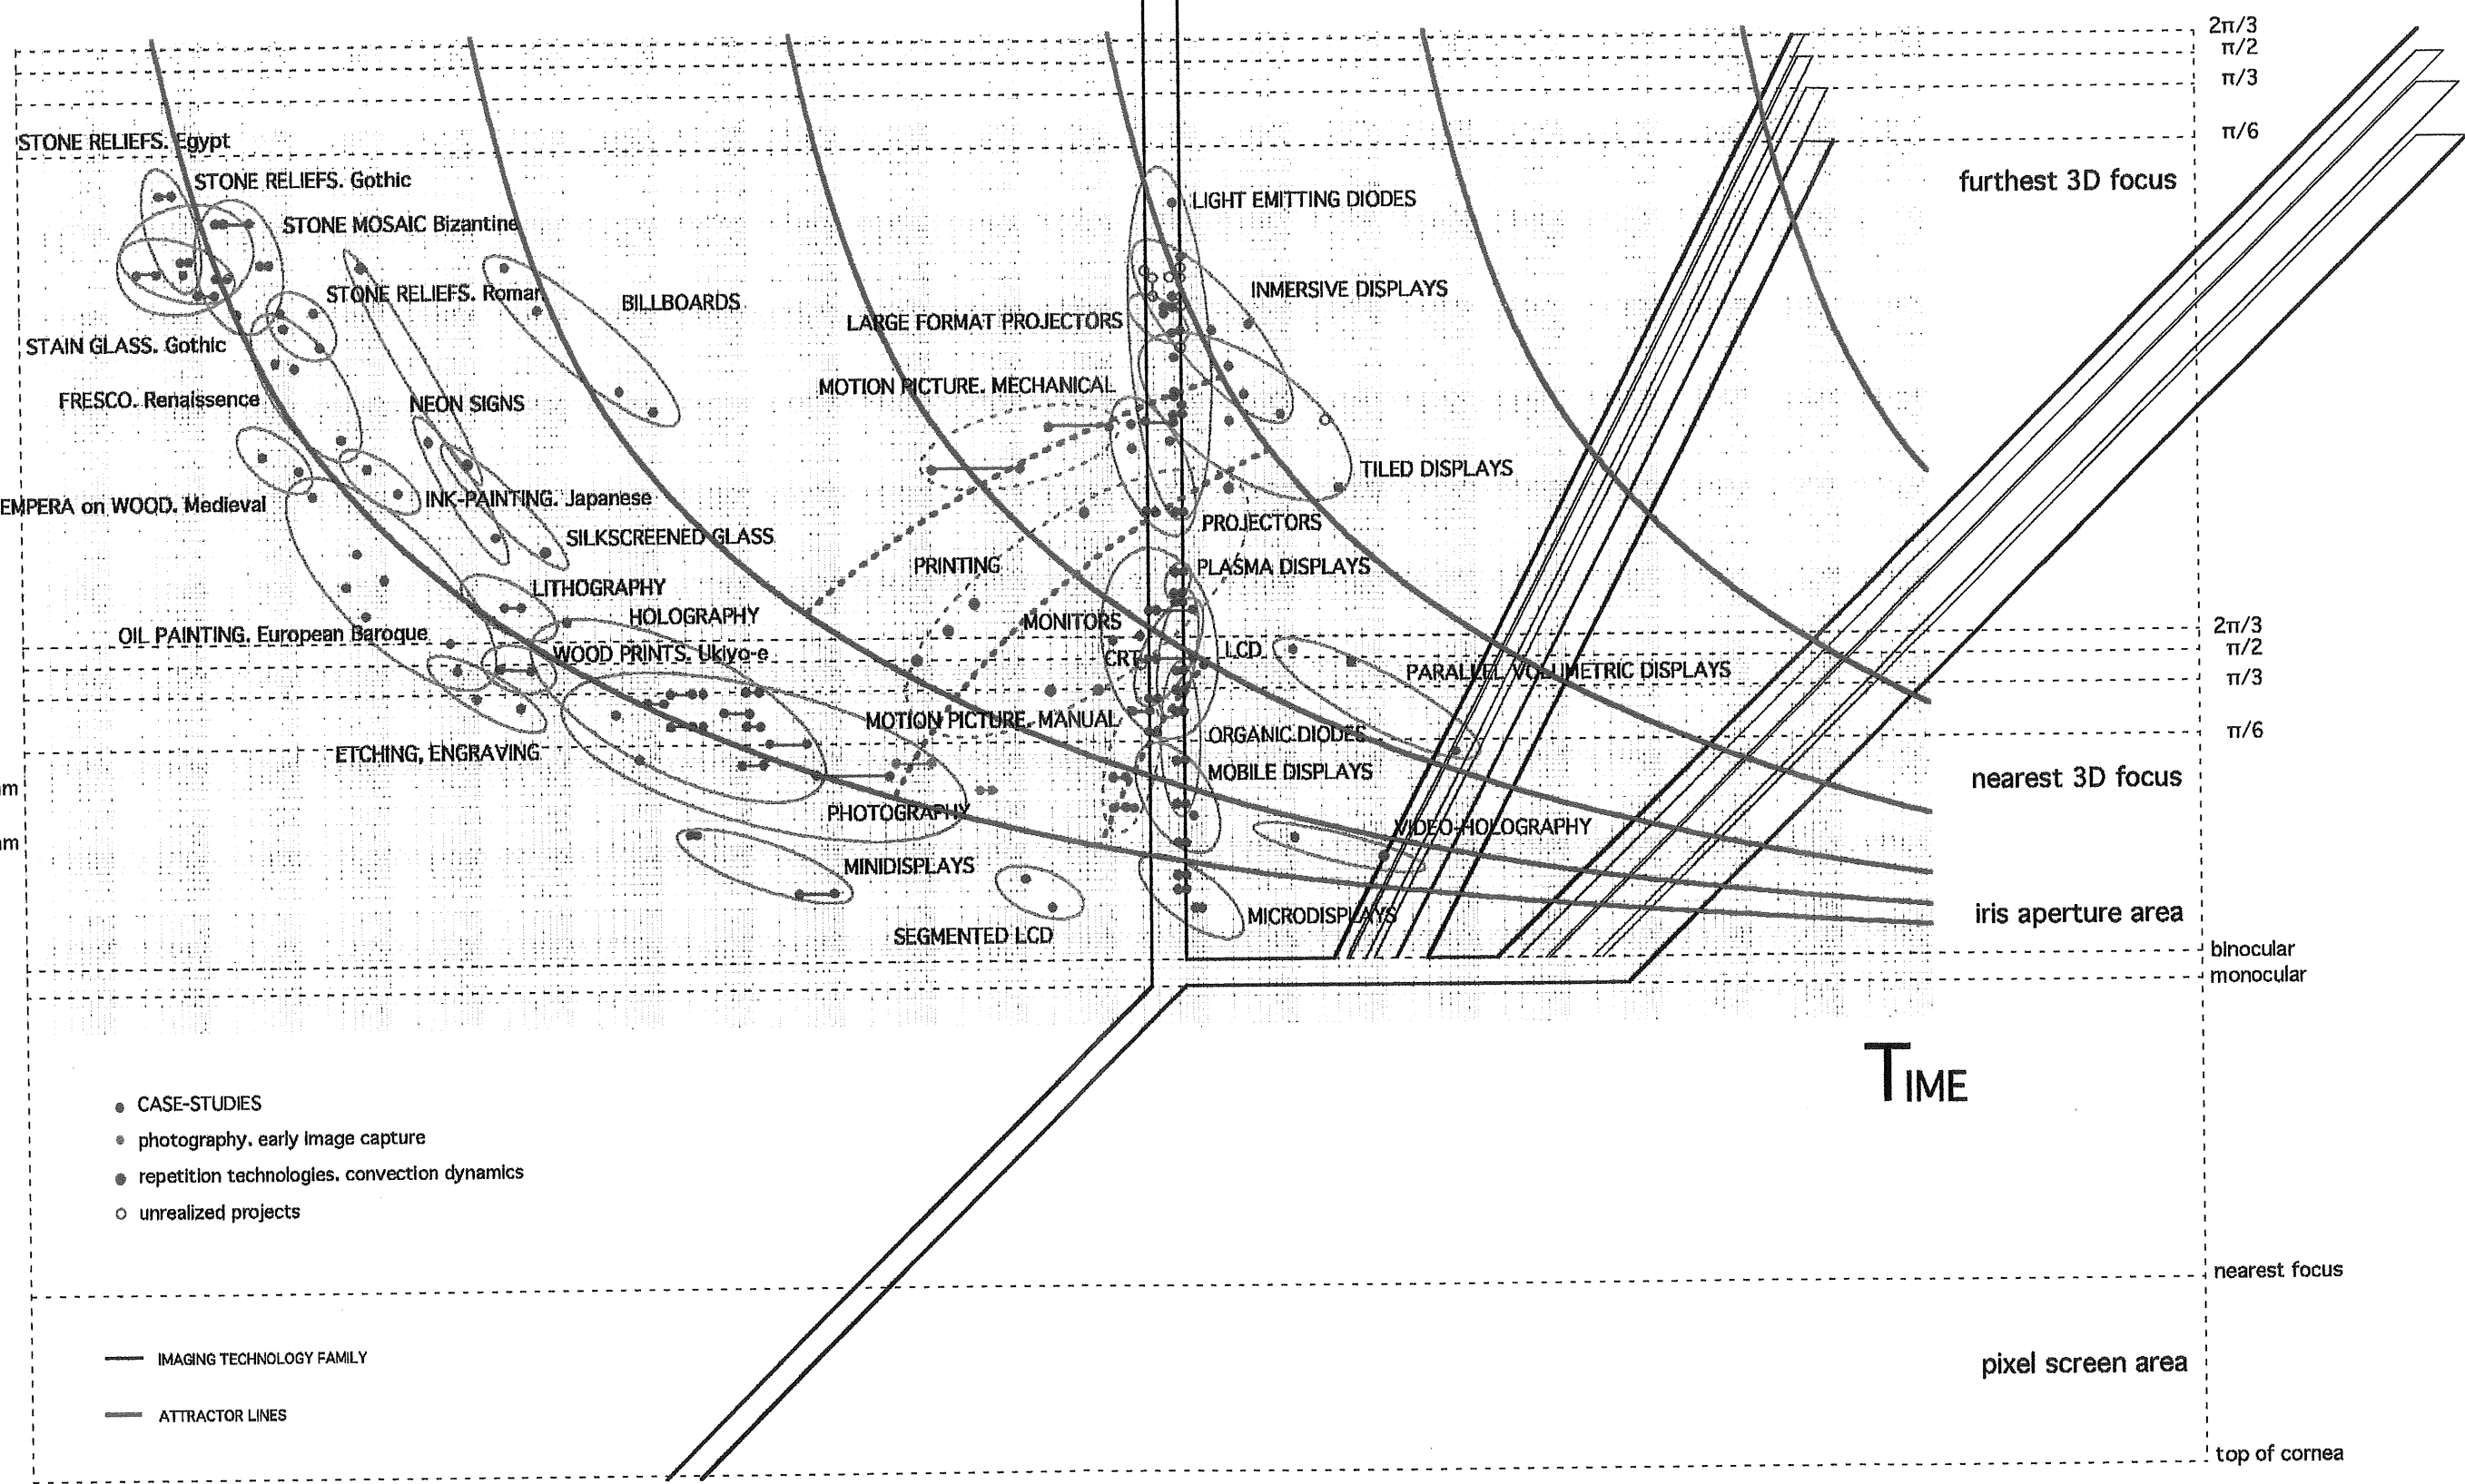 2π/3
π/2
π/3
π/6
STONE RELIEFS. Egypt
STONE RELIEFS. Gothic
furthest 3D focus
LIGHT EMITTING DIODES
STONE MOSAIC Bizantine
INMERSIVE DISPLAYS
STONE RELIEFS. Roman
BILLBOARDS
LARGE FORMAT PROJECTORS
STAIN GLASS. Gothic
MOTION PICTURE. MECHANICAL
FRESCO. Renaissence
NEON SIGNS
TILED DISPLAYS
EMPERA on WOOD. Medieval
INK-PAINTING. Japanese
PROJECTORS
SILKSCREENED GLASS
PRINTING
PLASMA DISPLAYS
LITHOGRAPHY
HOLOGRAPHY
MONITORS
OIL PAINTING. European Baroque
2π/3
π/2
WOOD PRINTS. Ukiyo-e
CRT
LCD
PARALLEL VOLUMETRIC DISPLAYS
π/3
MOTION PICTURE. MANUAL
ORGANIC DIODES
π/6
ETCHING, ENGRAVING
MOBILE DISPLAYS
nearest 3D focus
m
PHOTOGRAPHY
VIDEO-HOLOGRAPHY
m
MINIDISPLAYS
MICRODISPLAYS
iris aperture area
SEGMENTED LCD
binocular
monocular
TIME
CASE-STUDIES
photography. early image capture
repetition technologies. convection dynamics
unrealized projects
nearest focus
IMAGING TECHNOLOGY FAMILY
pixel screen area
ATTRACTOR LINES
top of cornea